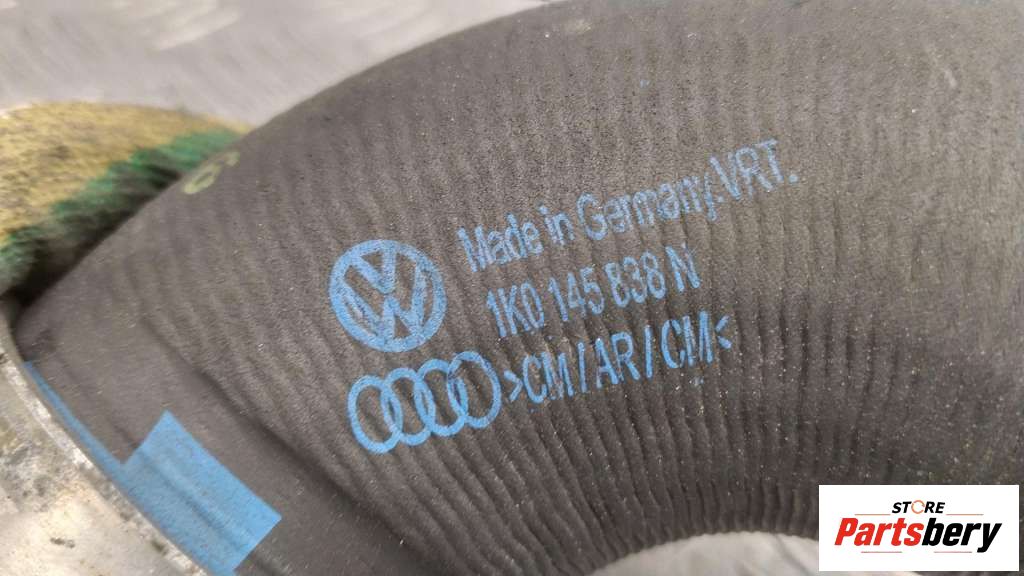 Made in Germany. VRT.
1K0 145 838 N
>CM/AR/CM<
STORE
Partsbery